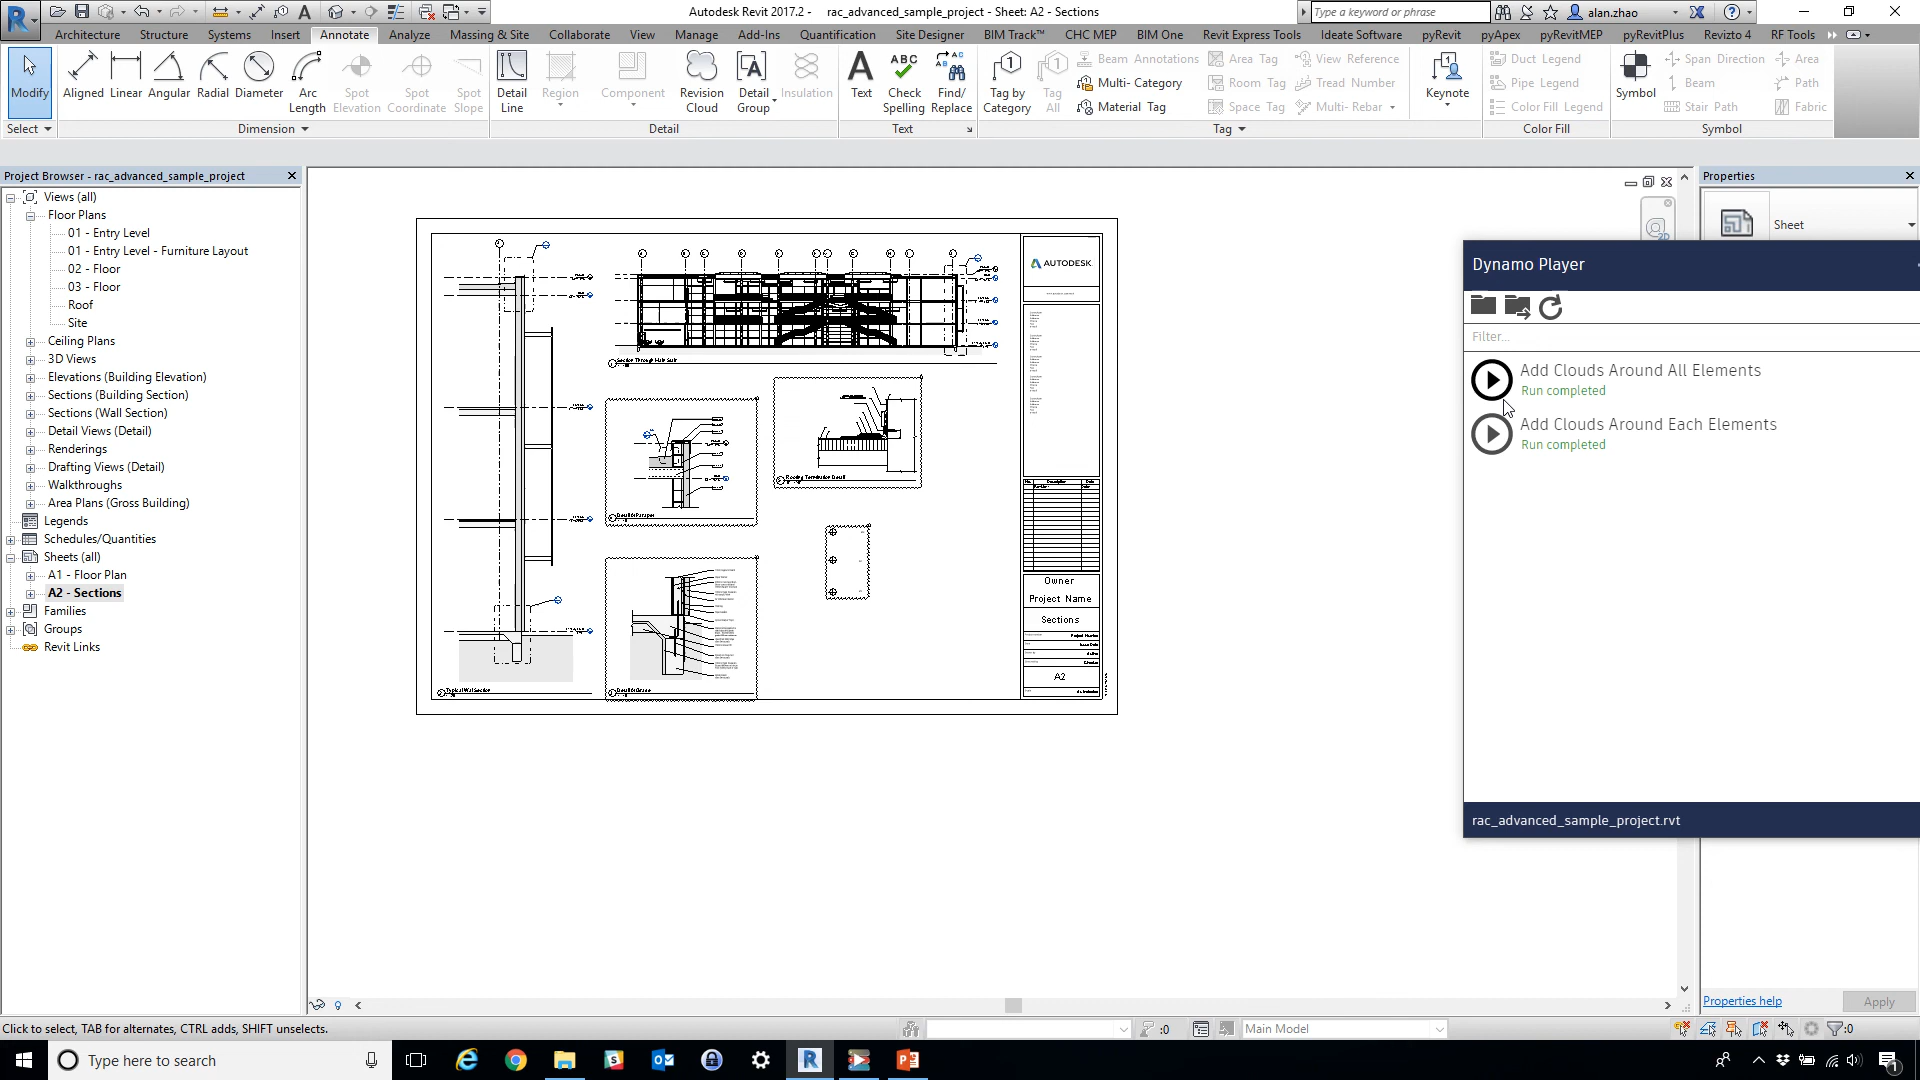 Autodesk Revit 2017.2 - rac_advanced_sample_project - Sheet: A2 - Sections
Type a keyword or phrase
alan.zhao
Architecture Structure Systems Insert Annotate Analyze Massing & Site Collaborate View Manage Add-Ins Quantification Site Designer BIM Track™ CHC MEP BIM One Revit Express Tools Ideate Software pyRevit pyApex pyRevitMEP pyRevitPlus Revizto 4 RF Tools
Modify
Aligned Linear Angular Radial Diameter Arc Length Spot Elevation Spot Coordinate Spot Slope
Detail Line Region Component Revision Cloud Detail Group Insulation
Text Check Spelling Find/ Replace
Tag by Category Tag All
Beam Annotations Area Tag View Reference
Multi- Category Room Tag Tread Number
Material Tag Space Tag Multi- Rebar
Keynote
Duct Legend
Pipe Legend
Color Fill Legend
Symbol
Span Direction Area
Beam Path
Stair Path Fabric
Select Dimension Detail Text Tag Color Fill Symbol
Project Browser - rac_advanced_sample_project
Views (all)
Floor Plans
01 - Entry Level
01 - Entry Level - Furniture Layout
02 - Floor
03 - Floor
Roof
Site
Ceiling Plans
3D Views
Elevations (Building Elevation)
Sections (Building Section)
Sections (Wall Section)
Detail Views (Detail)
Renderings
Drafting Views (Detail)
Walkthroughs
Area Plans (Gross Building)
Legends
Schedules/Quantities
Sheets (all)
A1 - Floor Plan
A2 - Sections
Families
Groups
Revit Links
AUTODESK
Roofing Termination Detail
Typical Wall Section
Owner
Project Name
Sections
Project Number
Issue Date
A2
Properties
Sheet
Dynamo Player
Filter...
Add Clouds Around All Elements
Run completed
Add Clouds Around Each Elements
Run completed
rac_advanced_sample_project.rvt
Properties help
Apply
Click to select, TAB for alternates, CTRL adds, SHIFT unselects.
:0
Main Model
:0
Type here to search